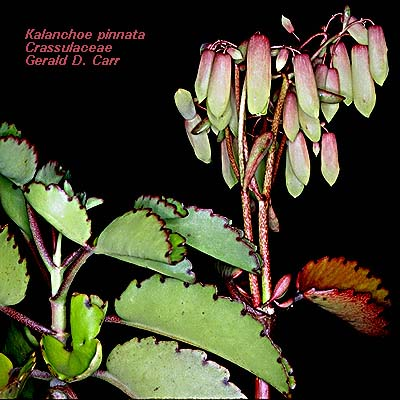 Kalanchoe pinnata
Crassulaceae
Gerald D. Carr